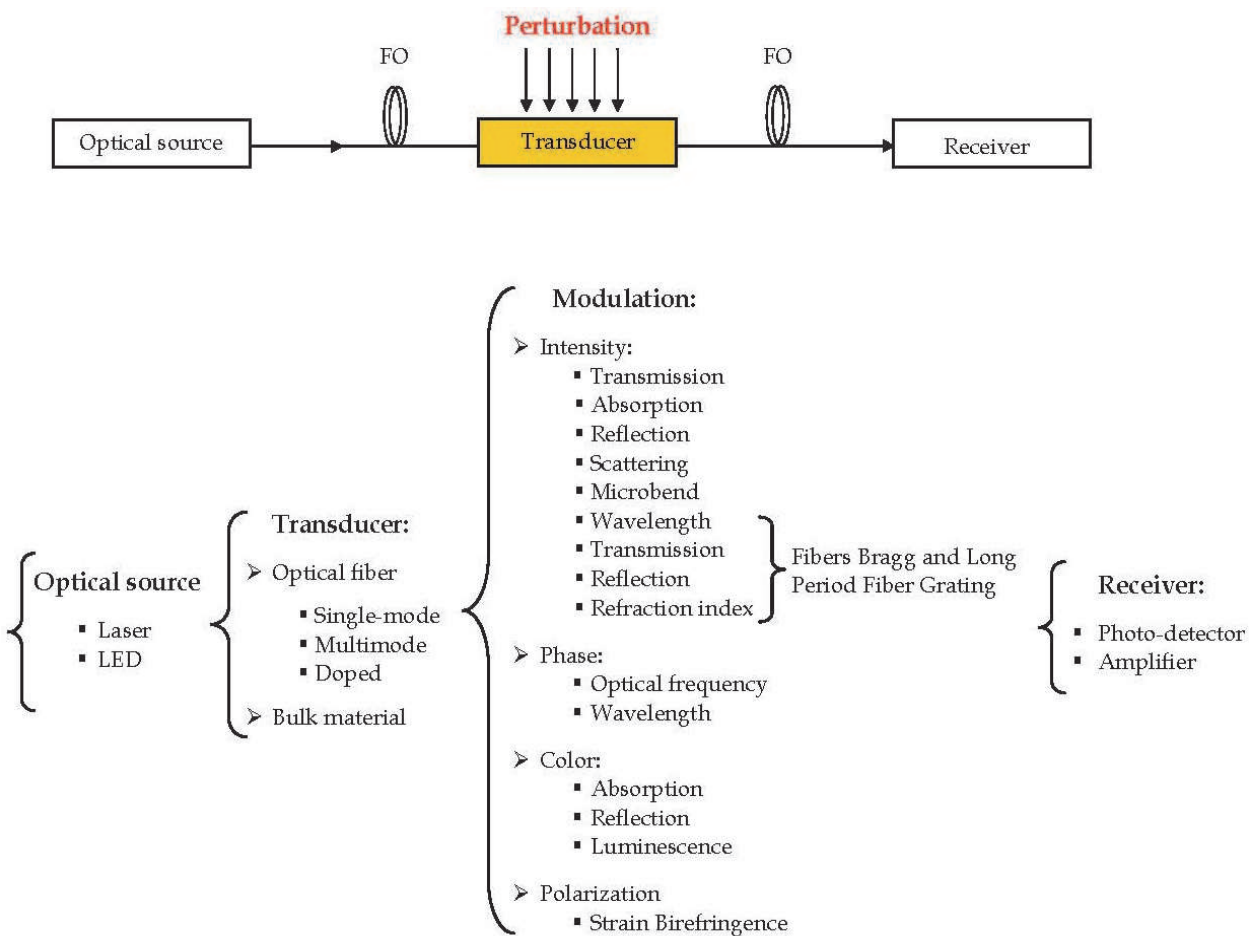 Perturbation
FO
FO
Optical source
Transducer
Receiver
Optical source
▪ Laser
▪ LED
Transducer:
➢ Optical fiber
▪ Single-mode
▪ Multimode
▪ Doped
➢ Bulk material
Modulation:
➢ Intensity:
▪ Transmission
▪ Absorption
▪ Reflection
▪ Scattering
▪ Microbend
▪ Wavelength
▪ Transmission
▪ Reflection
▪ Refraction index
➢ Phase:
▪ Optical frequency
▪ Wavelength
➢ Color:
▪ Absorption
▪ Reflection
▪ Luminescence
➢ Polarization
▪ Strain Birefringence
Fibers Bragg and Long
Period Fiber Grating
Receiver:
▪ Photo-detector
▪ Amplifier